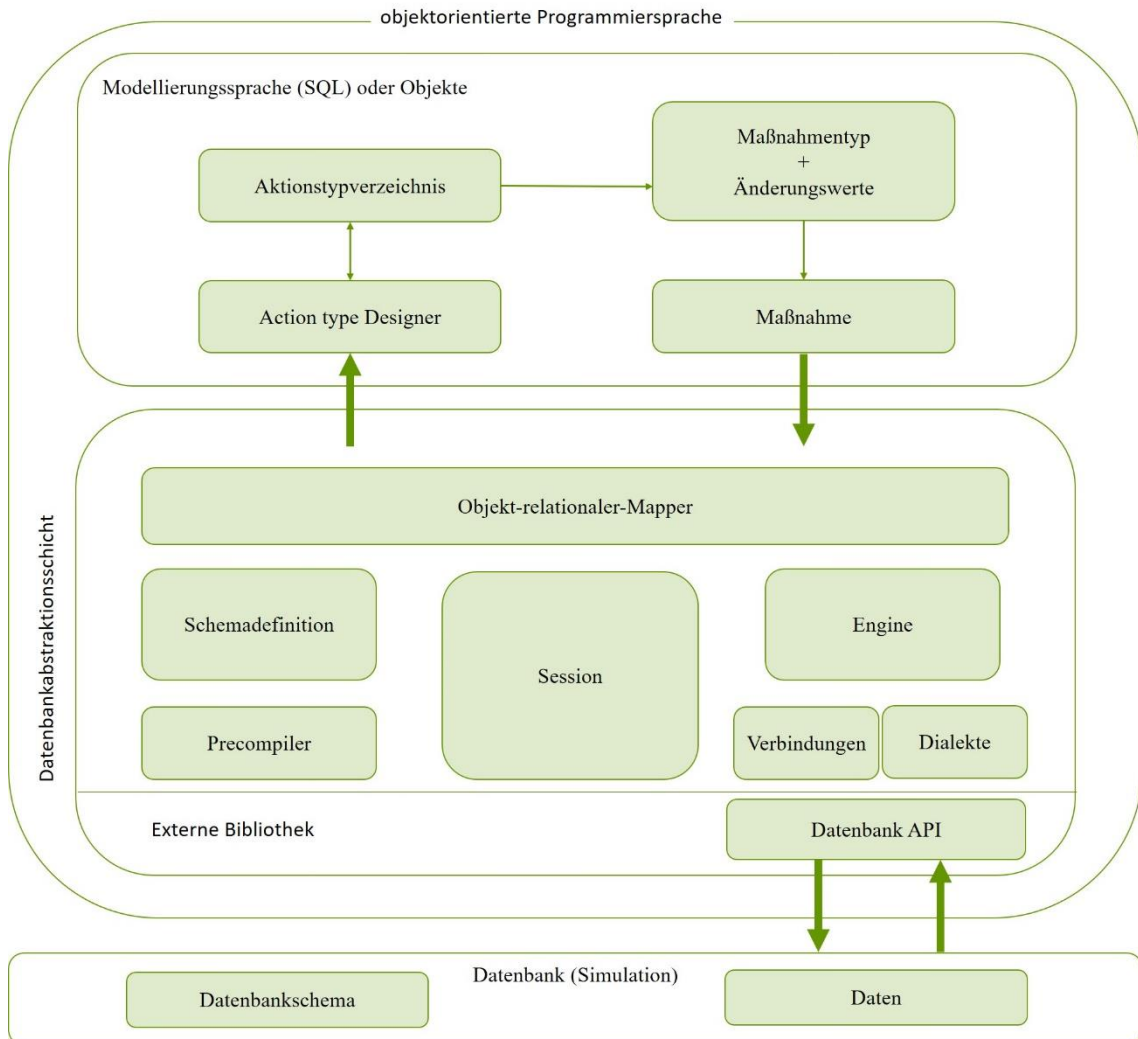 objektorientierte Programmiersprache
Modellierungssprache (SQL) oder Objekte
Aktionstypverzeichnis
Maßnahmentyp
+
Änderungswerte
Action type Designer
Maßnahme
Datenbankabstraktionsschicht
Objekt-relationaler-Mapper
Schemadefinition
Session
Engine
Precompiler
Verbindungen
Dialekte
Externe Bibliothek
Datenbank API
Datenbank (Simulation)
Datenbankschema
Daten